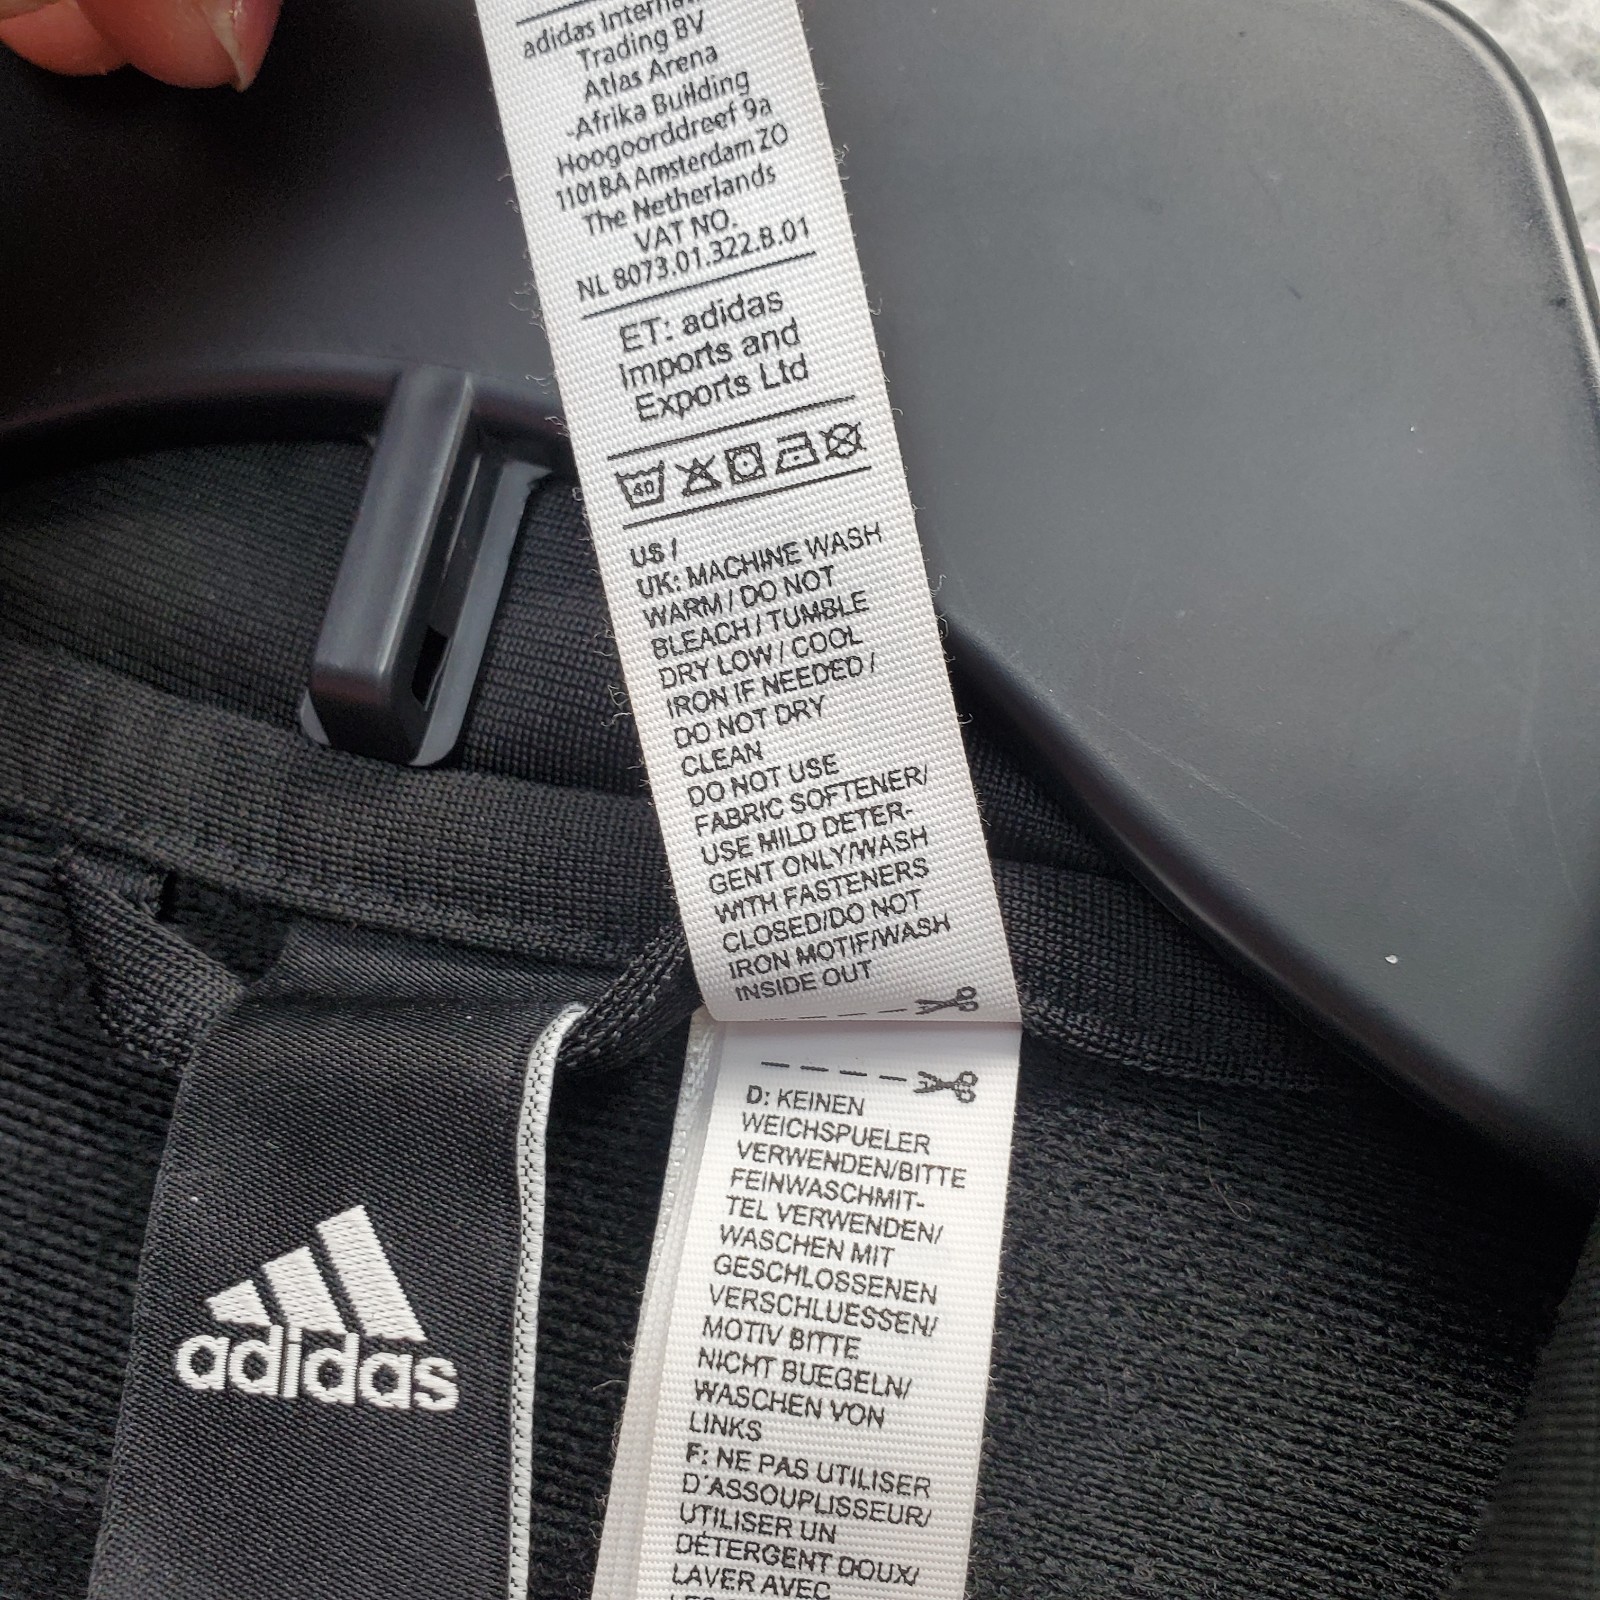 adidas Internat
Trading BV
Atlas Arena
-Afrika Building
Hoogoorddreef 9a
1101BA Amsterdam ZO
The Netherlands
VAT NO.
NL 8073.01.322.B.01
ET: adidas
Imports and
Exports Ltd
40
US /
UK: MACHINE WASH
WARM / DO NOT
BLEACH / TUMBLE
DRY LOW / COOL
IRON IF NEEDED /
DO NOT DRY
CLEAN
DO NOT USE
FABRIC SOFTENER/
USE MILD DETER-
GENT ONLY/WASH
WITH FASTENERS
CLOSED/DO NOT
IRON MOTIF/WASH
INSIDE OUT
D: KEINEN
WEICHSPUELER
VERWENDEN/BITTE
FEINWASCHMIT-
TEL VERWENDEN/
WASCHEN MIT
GESCHLOSSENEN
VERSCHLUESSEN/
MOTIV BITTE
NICHT BUEGELN/
WASCHEN VON
LINKS
F: NE PAS UTILISER
D'ASSOUPLISSEUR/
UTILISER UN
DÉTERGENT DOUX/
LAVER AVEC
adidas